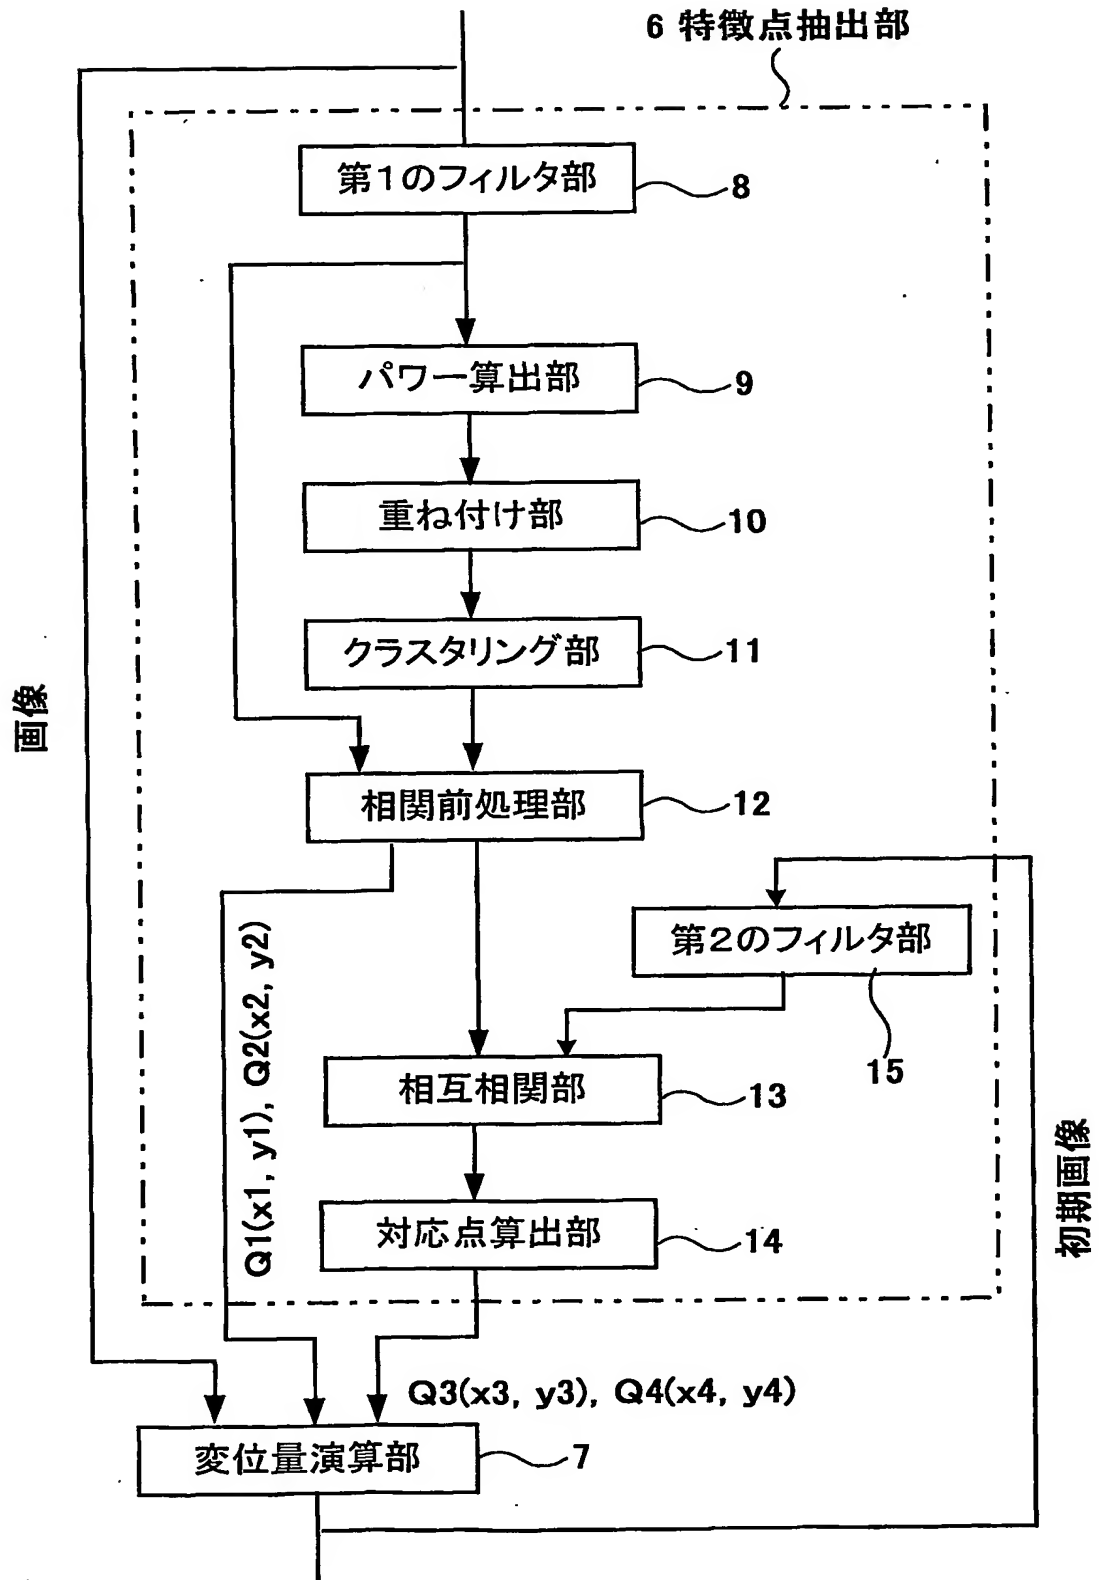 6 特徴点抽出部
第1のフィルタ部
8
パワー算出部
9
重ね付け部
10
クラスタリング部
11
画像
相関前処理部
12
第2のフィルタ部
15
Q1(x1, y1), Q2(x2, y2)
相互相関部
13
初期画像
対応点算出部
14
Q3(x3, y3), Q4(x4, y4)
変位量演算部
7